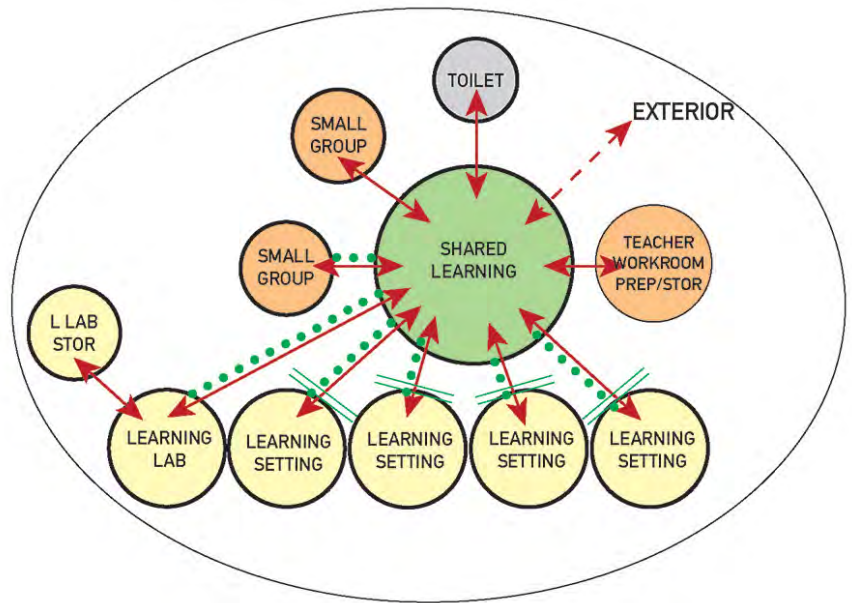 TOILET
EXTERIOR
SMALL
GROUP
SMALL
GROUP
SHARED
LEARNING
TEACHER
WORKROOM
PREP/STOR
L LAB
STOR
LEARNING
LAB
LEARNING
SETTING
LEARNING
SETTING
LEARNING
SETTING
LEARNING
SETTING